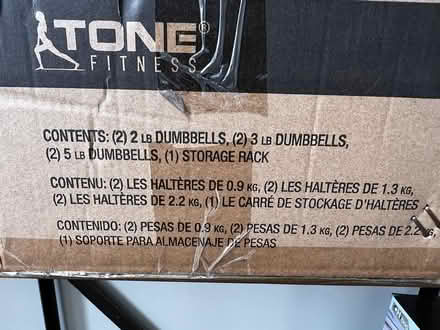 TONE®
FITNESS
CONTENTS: (2) 2 LB DUMBBELLS, (2) 3 LB DUMBBELLS,
(2) 5 LB DUMBBELLS, (1) STORAGE RACK
CONTENU: (2) LES HALTÈRES DE 0.9 KG, (2) LES HALTÈRES DE 1.3 KG,
(2) LES HALTÈRES DE 2.2 KG, (1) LE CARRÉ DE STOCKAGE D'HALTÈRES
CONTENIDO: (2) PESAS DE 0.9 KG, (2) PESAS DE 1.3 KG, (2) PESAS DE 2.2 KG,
(1) SOPORTE PARA ALMACENAJE DE PESAS